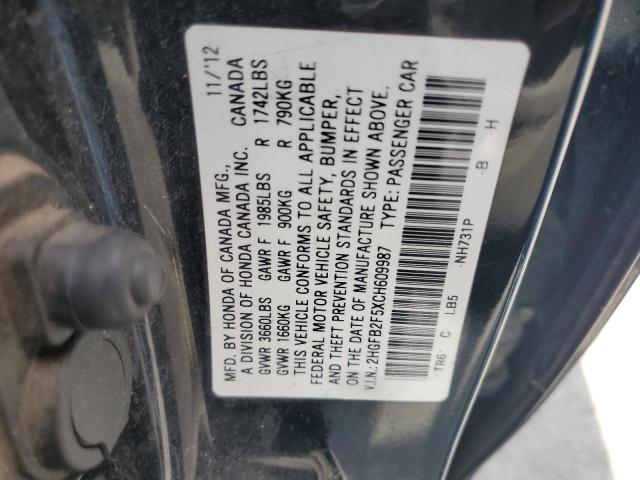 MFD. BY HONDA OF CANADA MFG., 11/'12
A DIVISION OF HONDA CANADA INC. CANADA
GVWR 3660LBS GAWR F 1985LBS R 1742LBS
GVWR 1660KG GAWR F 900KG R 790KG
THIS VEHICLE CONFORMS TO ALL APPLICABLE
FEDERAL MOTOR VEHICLE SAFETY, BUMPER,
AND THEFT PREVENTION STANDARDS IN EFFECT
ON THE DATE OF MANUFACTURE SHOWN ABOVE.
V.I.N.: 2HGFB2F5XCH609987 TYPE: PASSENGER CAR
TR6: C LB5 -NH731P -B -H